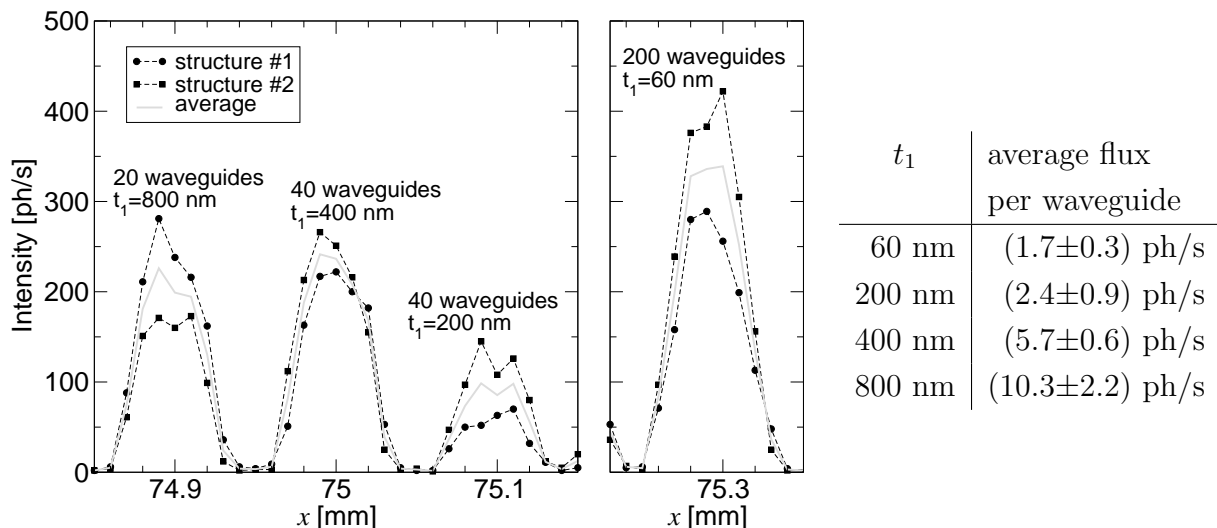 500
400
300
200
100
0
Intensity [ph/s]
structure #1
structure #2
average
20 waveguides
t₁=800 nm
40 waveguides
t₁=400 nm
40 waveguides
t₁=200 nm
74.9 75 75.1
x [mm]
200 waveguides
t₁=60 nm
75.3
x [mm]
t₁ average flux
per waveguide
60 nm (1.7±0.3) ph/s
200 nm (2.4±0.9) ph/s
400 nm (5.7±0.6) ph/s
800 nm (10.3±2.2) ph/s